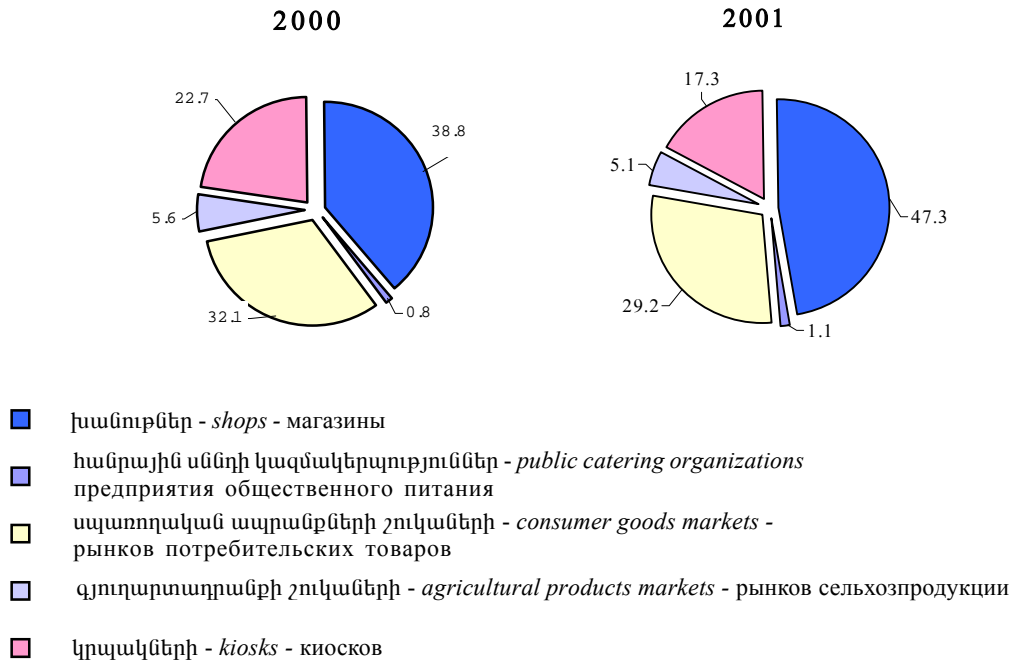 2000
2001
22.7
38.8
5.6
32.1
0.8
17.3
5.1
47.3
29.2
1.1
խանութներ - shops - магазины
հանրային սննդի կազմակերպություններ - public catering organizations
предприятия общественного питания
սպառողական ապրանքների շուկաների - consumer goods markets -
рынков потребительских товаров
գյուղարտադրանքի շուկաների - agricultural products markets - рынков сельхозпродукции
կրպակների - kiosks - киосков